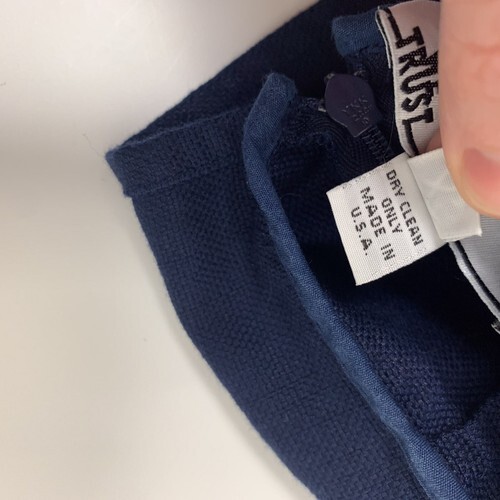 TRUST
DRY CLEAN
ONLY
MADE IN
U.S.A.